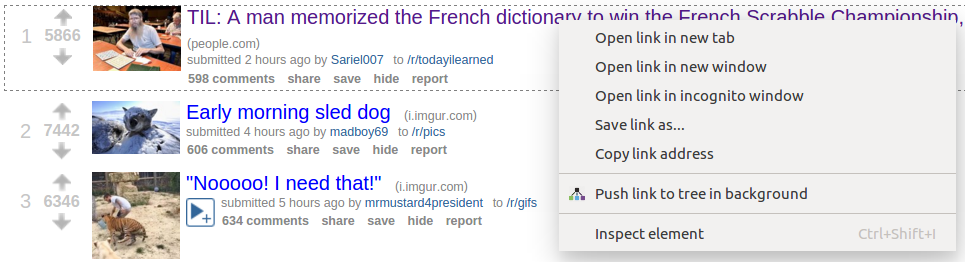 1
5866
TIL: A man memorized the French dictionary to win the French Scrabble Championship,
(people.com)
submitted 2 hours ago by Sariel007 to /r/todayilearned
598 comments share save hide report
2
7442
Early morning sled dog (i.imgur.com)
submitted 4 hours ago by madboy69 to /r/pics
606 comments share save hide report
3
6346
"Nooooo! I need that!" (i.imgur.com)
submitted 5 hours ago by mrmustard4president to /r/gifs
634 comments share save hide report
Open link in new tab
Open link in new window
Open link in incognito window
Save link as...
Copy link address
Push link to tree in background
Inspect element Ctrl+Shift+I